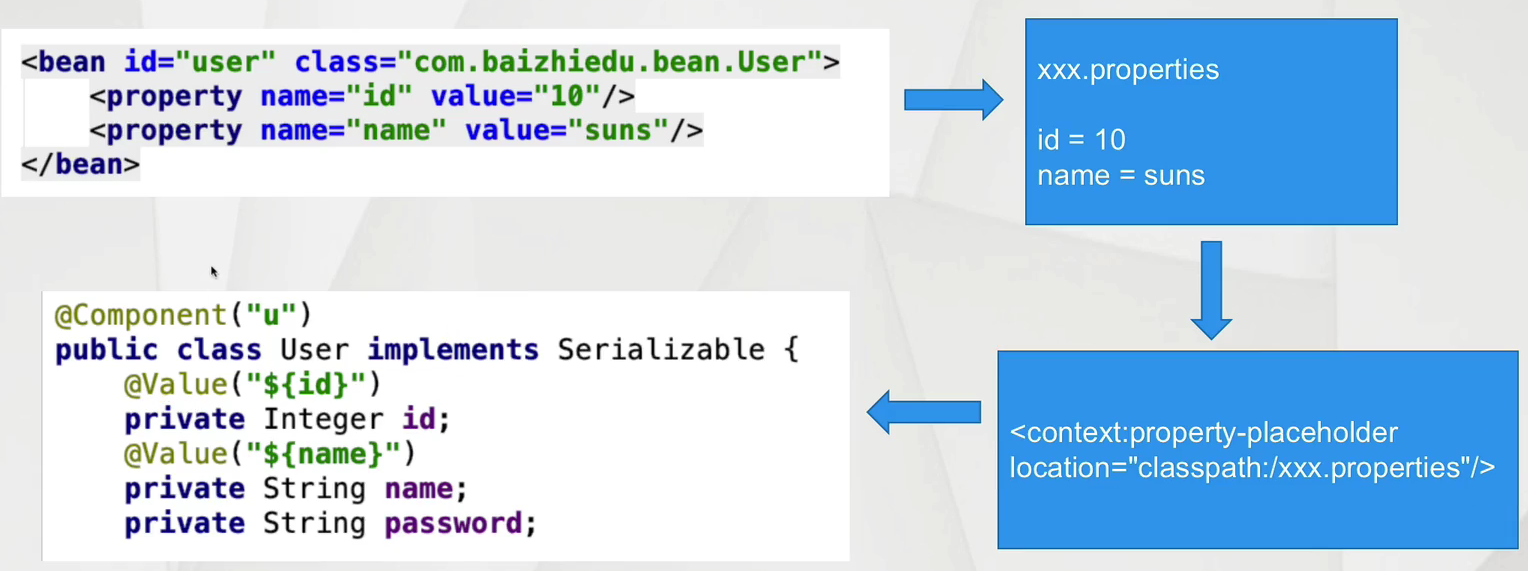 <bean id="user" class="com.baizhiedu.bean.User">
<property name="id" value="10"/>
<property name="name" value="suns"/>
</bean>
xxx.properties
id = 10
name = suns
<context:property-placeholder
location="classpath:/xxx.properties"/>
@Component("u")
public class User implements Serializable {
@Value("${id}")
private Integer id;
@Value("${name}")
private String name;
private String password;